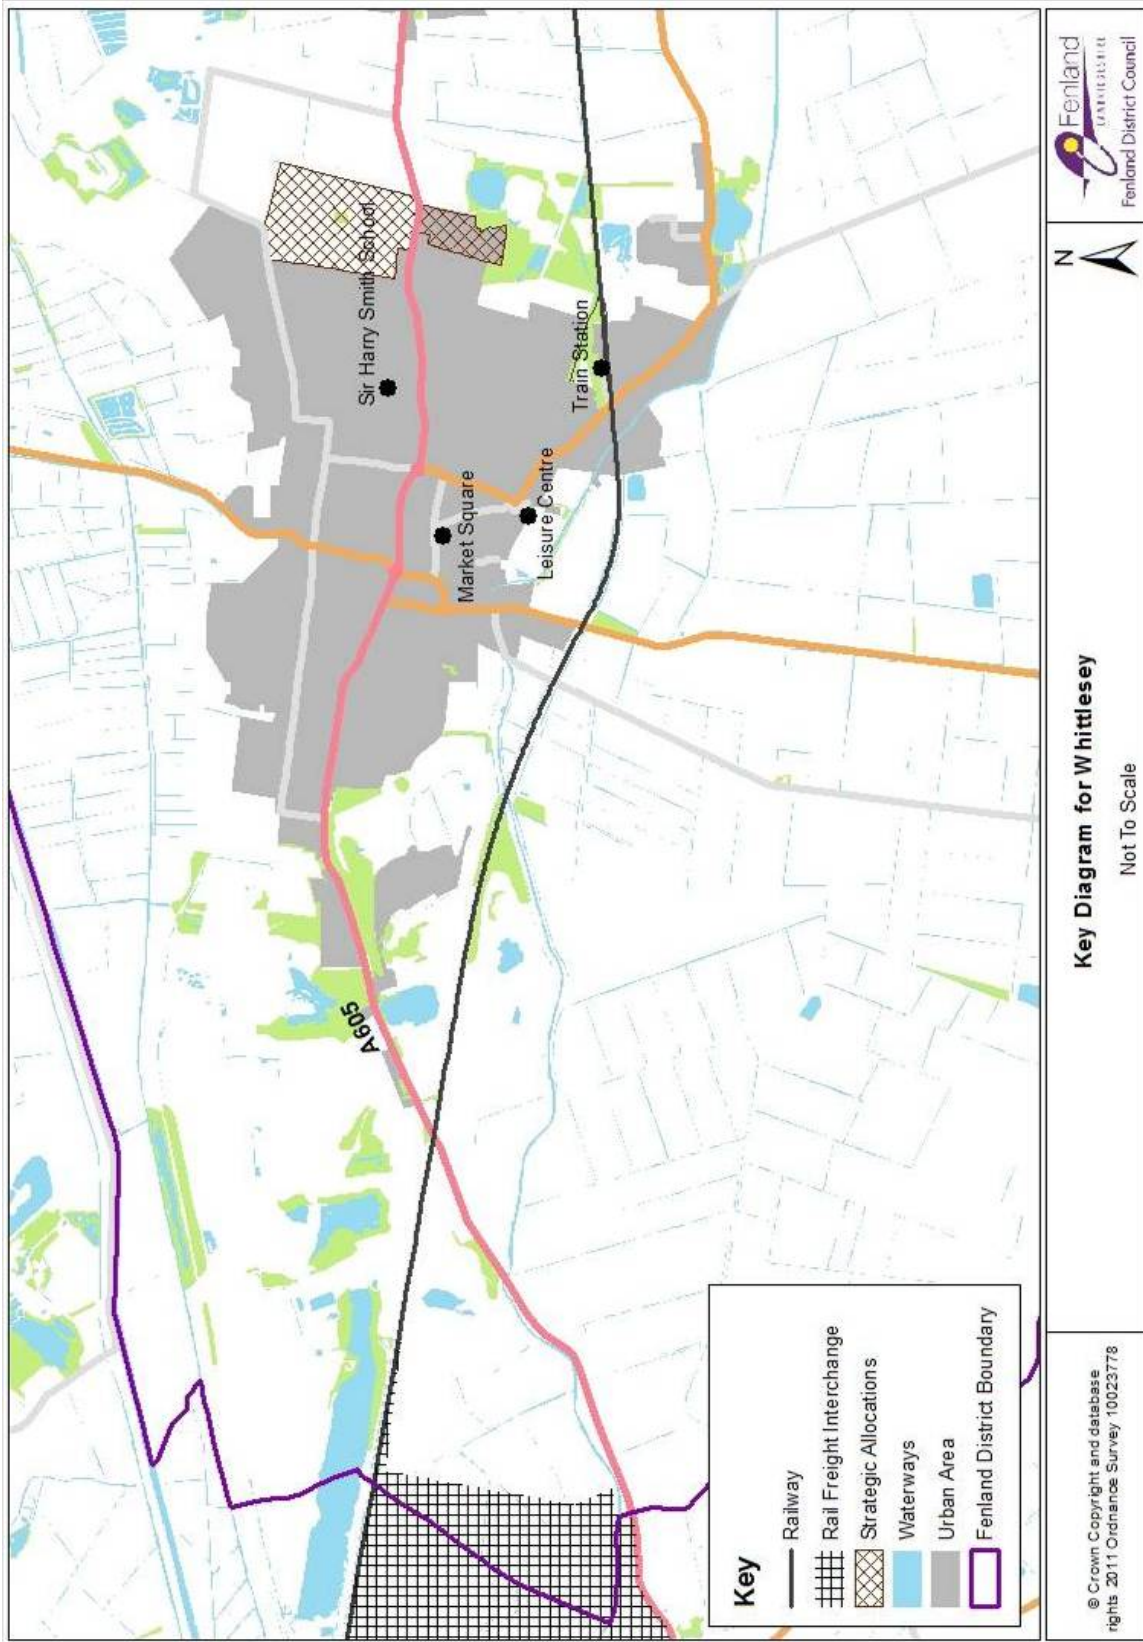 Sir Harry Smith School
Market Square
Leisure Centre
Train Station
A605
Key
Railway
Rail Freight Interchange
Strategic Allocations
Waterways
Urban Area
Fenland District Boundary
© Crown Copyright and database
rights 2011 Ordnance Survey 10023778
Key Diagram for Whittlesey
Not To Scale
N
Fenland
CAMBRIDGESHIRE
Fenland District Council